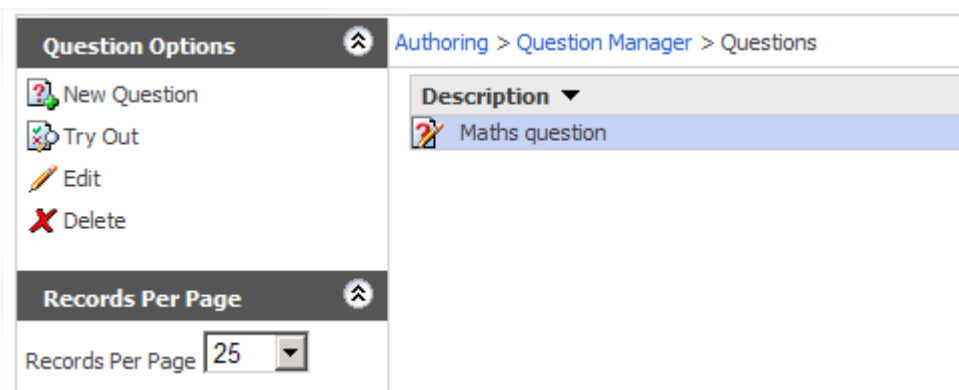 Question Options
New Question
Try Out
Edit
Delete
Records Per Page
Records Per Page 25
Authoring > Question Manager > Questions
Description
Maths question